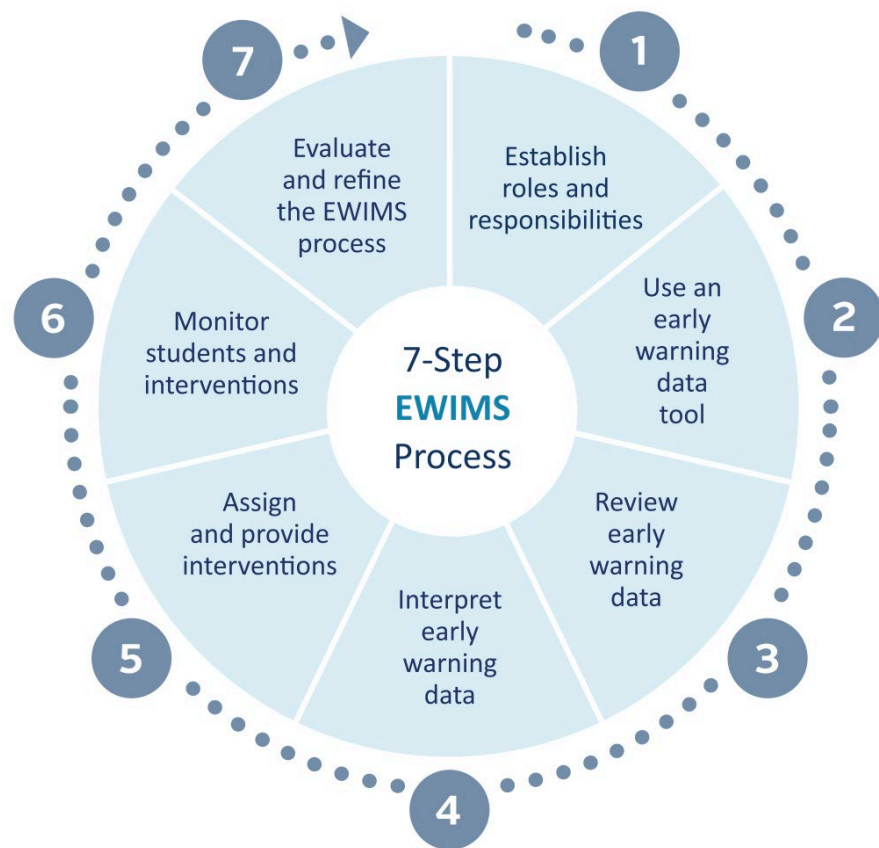 7-Step
EWIMS
Process
1
Establish
roles and
responsibilities
2
Use an
early
warning
data
tool
3
Review
early
warning
data
4
Interpret
early
warning
data
5
Assign
and provide
interventions
6
Monitor
students and
interventions
7
Evaluate
and refine
the EWIMS
process